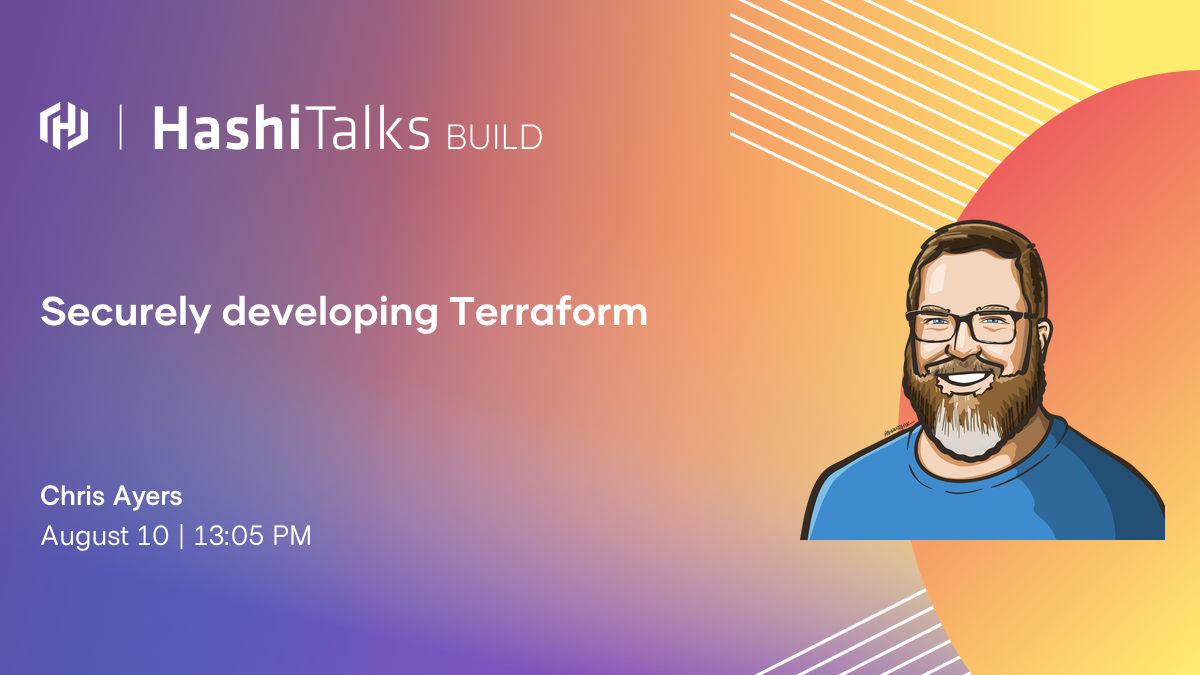 HashiTalks BUILD
Securely developing Terraform
Chris Ayers
August 10 | 13:05 PM